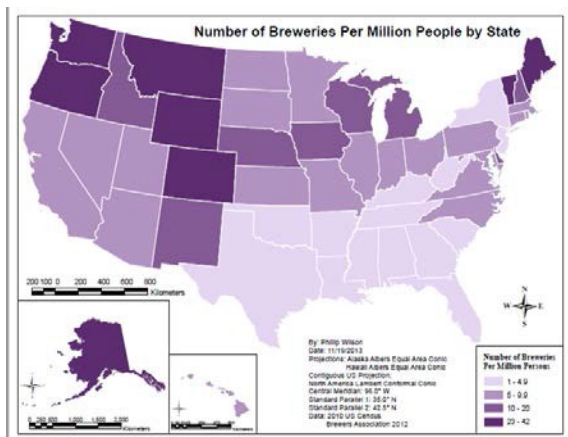 Number of Breweries Per Million People by State
200 100 0 200 400 600 800
Kilometers
N
W E
S
By: Phillip Wilson
Date: 11/19/2013
Projections: Alaska Albers Equal Area Conic
Hawaii Albers Equal Area Conic
Contiguous US Projection:
North America Lambert Conformal Conic
Central Meridian: 96.0° W
Standard Parallel 1: 35.0° N
Standard Parallel 2: 42.5° N
Data: 2010 US Census
Brewers Association 2012
Number of Breweries
Per Million Persons
1 - 4.9
5 - 9.9
10 - 20
Kilometers